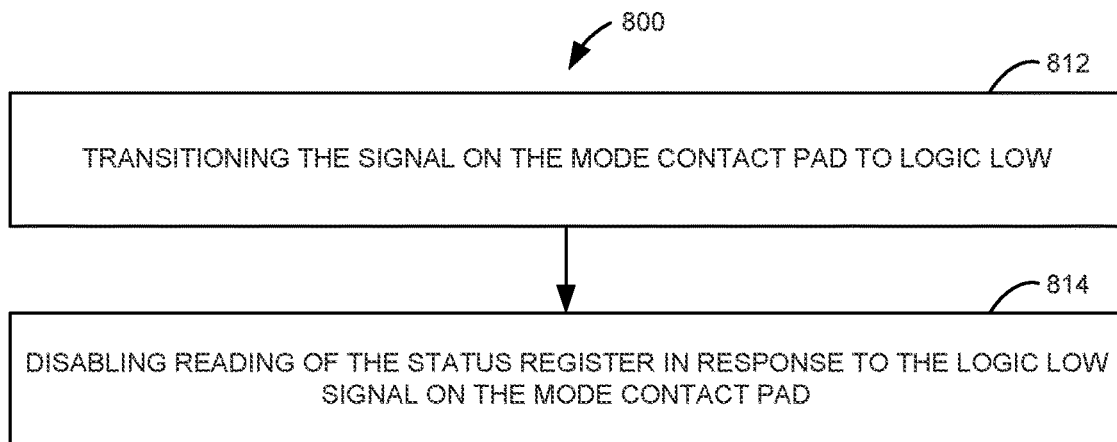 800
812
TRANSITIONING THE SIGNAL ON THE MODE CONTACT PAD TO LOGIC LOW
814
DISABLING READING OF THE STATUS REGISTER IN RESPONSE TO THE LOGIC LOW
SIGNAL ON THE MODE CONTACT PAD